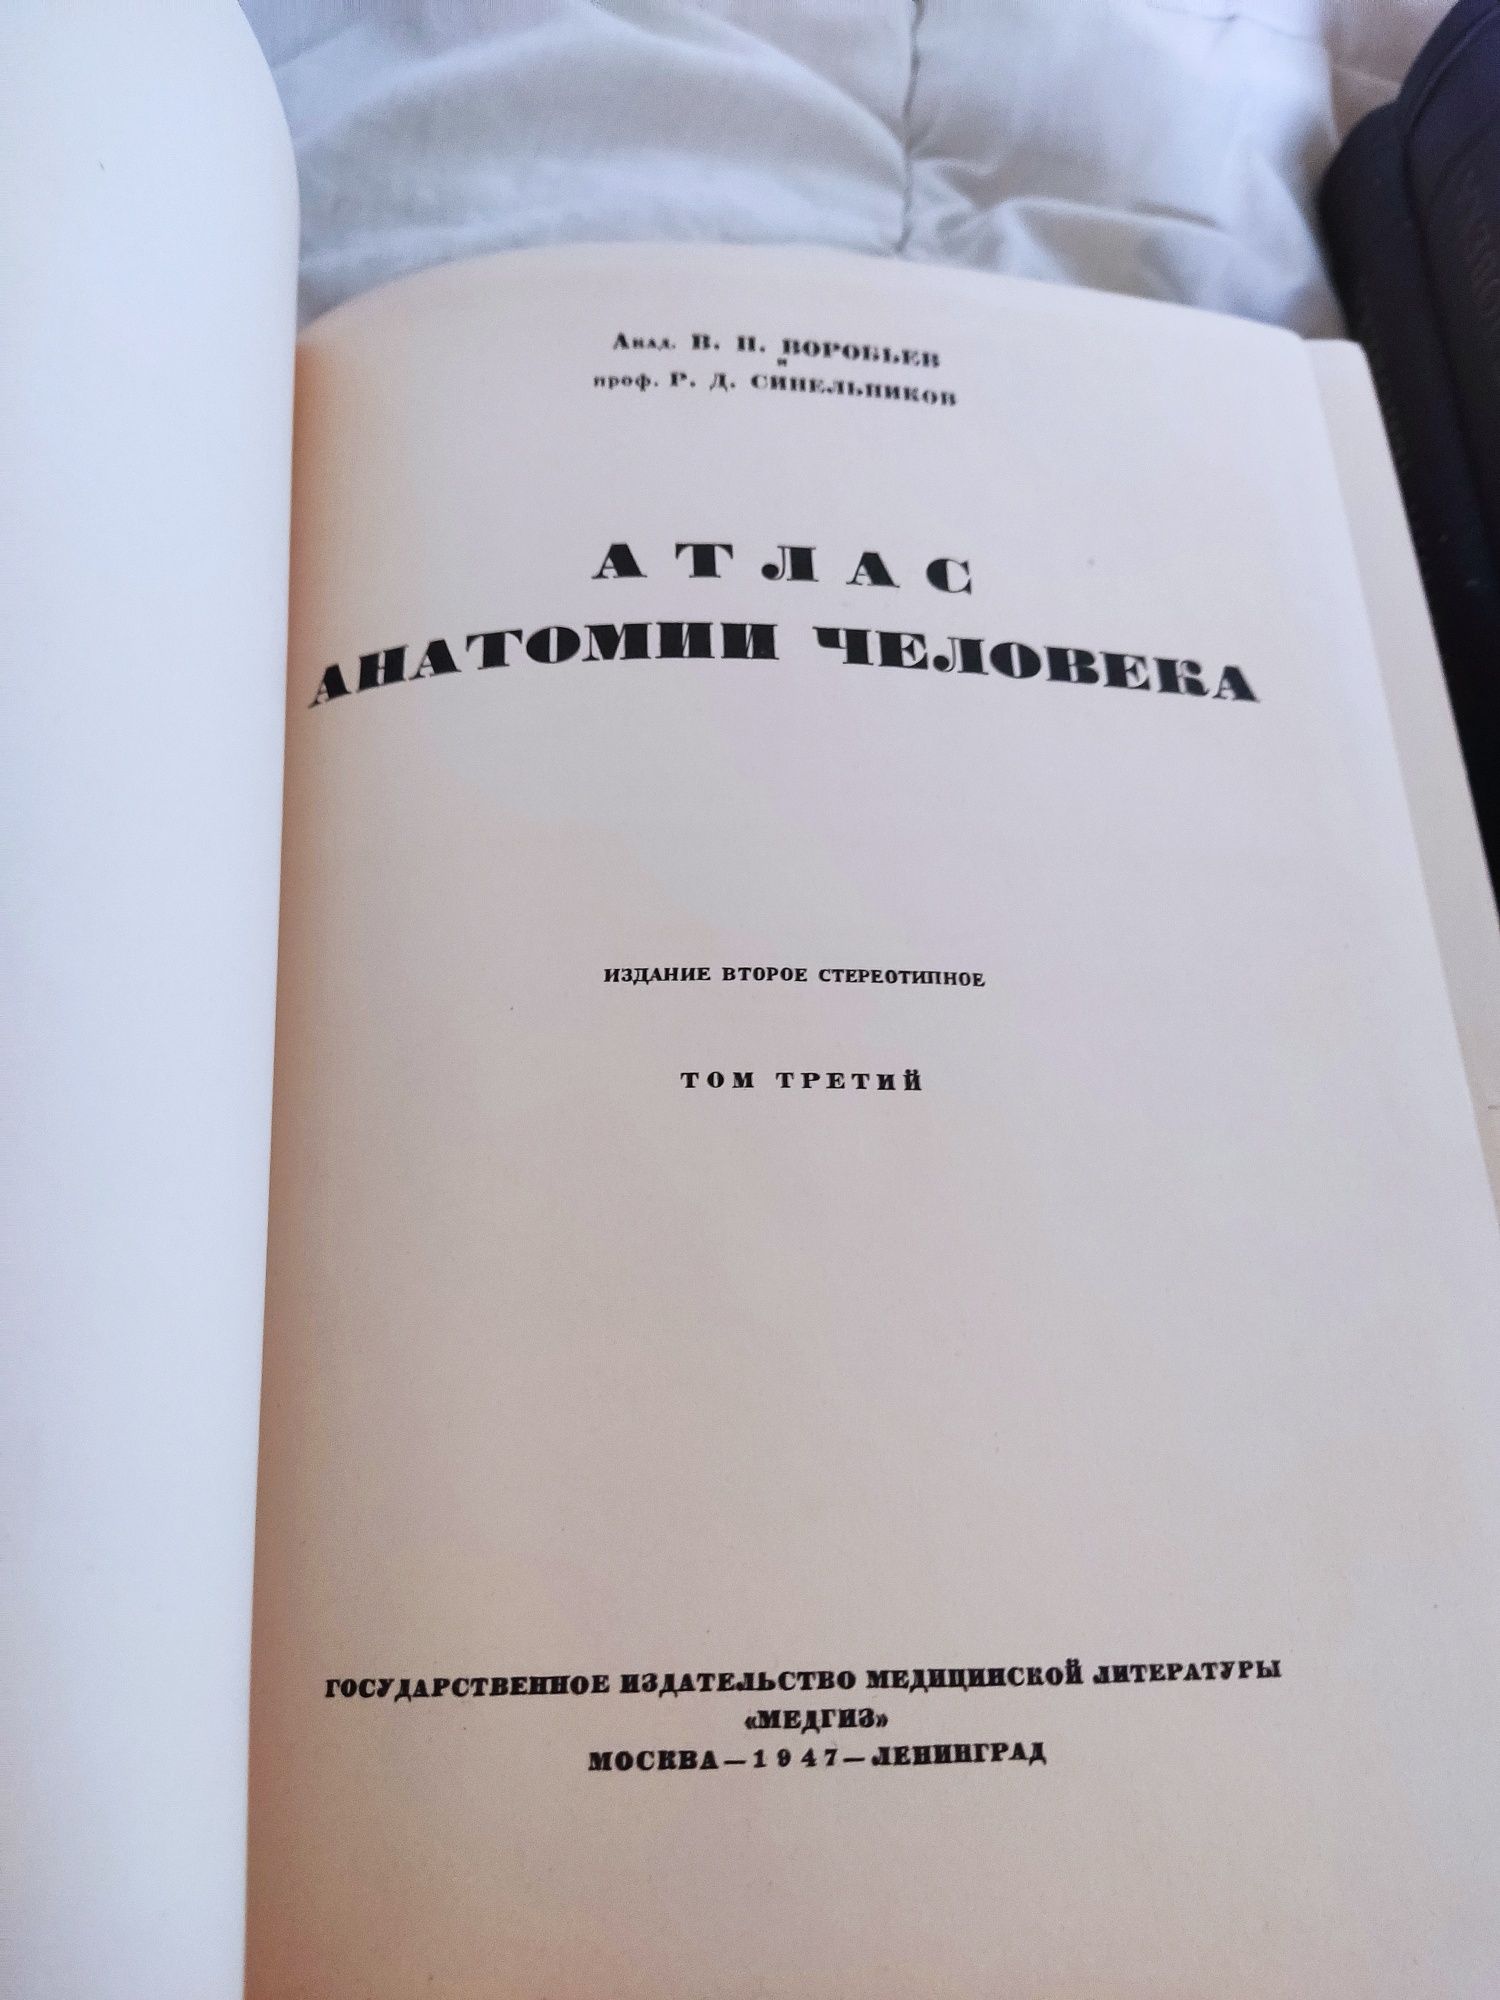 Акад. В. П. ВОРОБЬЕВ
и
проф. Р. Д. СИНЕЛЬНИКОВ
АТЛАС
АНАТОМИИ ЧЕЛОВЕКА
ИЗДАНИЕ ВТОРОЕ СТЕРЕОТИПНОЕ
ТОМ ТРЕТИЙ
ГОСУДАРСТВЕННОЕ ИЗДАТЕЛЬСТВО МЕДИЦИНСКОЙ ЛИТЕРАТУРЫ
«МЕДГИЗ»
МОСКВА—1947—ЛЕНИНГРАД